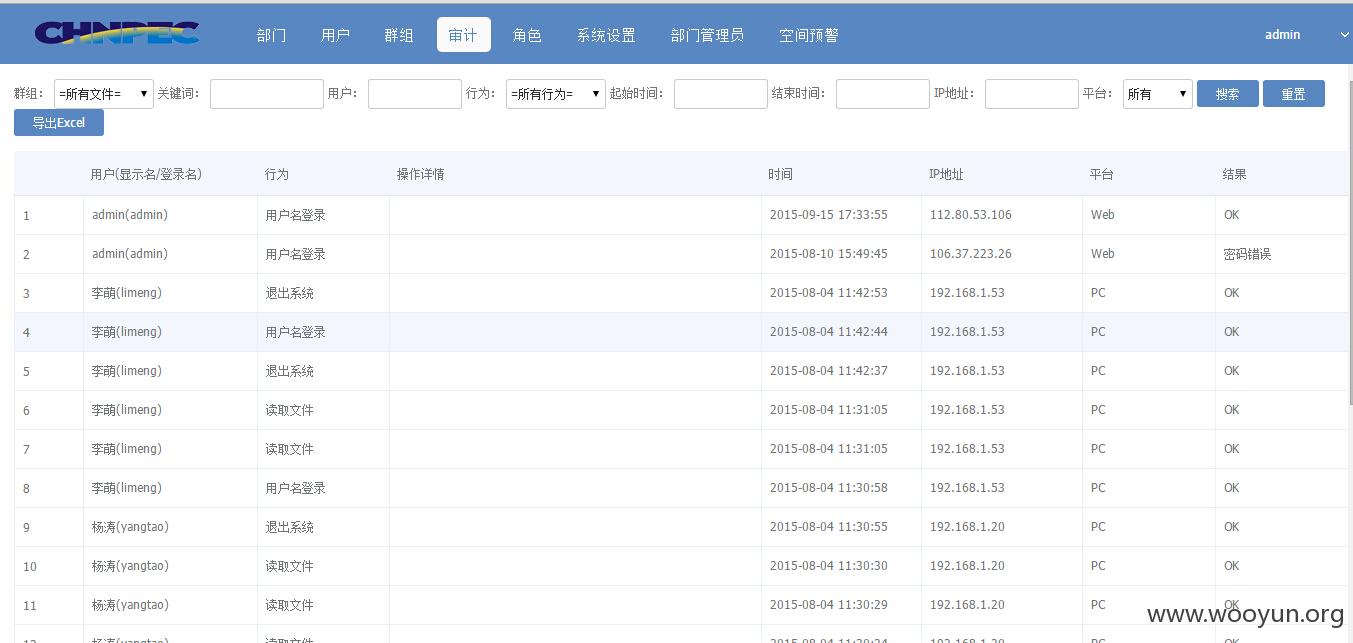 CHNPEC 部门 用户 群组 审计 角色 系统设置 部门管理员 空间预警 admin
群组: =所有文件= 关键词: 用户: 行为: =所有行为= 起始时间: 结束时间: IP地址: 平台: 所有 搜索 重置
导出Excel
用户(显示名/登录名) 行为 操作详情 时间 IP地址 平台 结果
1 admin(admin) 用户名登录 2015-09-15 17:33:55 112.80.53.106 Web OK
2 admin(admin) 用户名登录 2015-08-10 15:49:45 106.37.223.26 Web 密码错误
3 李萌(limeng) 退出系统 2015-08-04 11:42:53 192.168.1.53 PC OK
4 李萌(limeng) 用户名登录 2015-08-04 11:42:44 192.168.1.53 PC OK
5 李萌(limeng) 退出系统 2015-08-04 11:42:37 192.168.1.53 PC OK
6 李萌(limeng) 读取文件 2015-08-04 11:31:05 192.168.1.53 PC OK
7 李萌(limeng) 读取文件 2015-08-04 11:31:05 192.168.1.53 PC OK
8 李萌(limeng) 用户名登录 2015-08-04 11:30:58 192.168.1.53 PC OK
9 杨涛(yangtao) 退出系统 2015-08-04 11:30:55 192.168.1.20 PC OK
10 杨涛(yangtao) 读取文件 2015-08-04 11:30:30 192.168.1.20 PC OK
11 杨涛(yangtao) 读取文件 2015-08-04 11:30:29 192.168.1.20 PC OK
www.wooyun.org